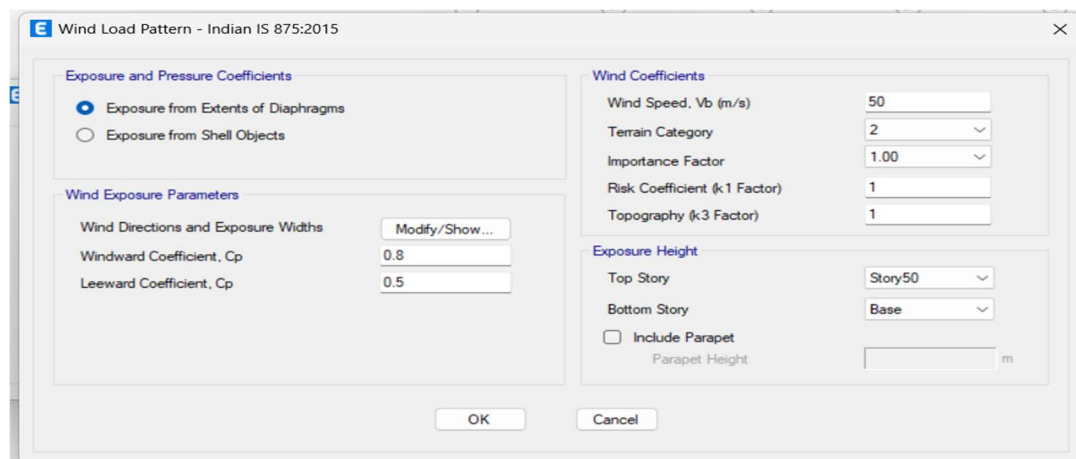 E Wind Load Pattern - Indian IS 875:2015
Exposure and Pressure Coefficients
Exposure from Extents of Diaphragms
Exposure from Shell Objects
Wind Exposure Parameters
Wind Directions and Exposure Widths Modify/Show...
Windward Coefficient, Cp 0.8
Leeward Coefficient, Cp 0.5
Wind Coefficients
Wind Speed, Vb (m/s) 50
Terrain Category 2
Importance Factor 1.00
Risk Coefficient (k1 Factor) 1
Topography (k3 Factor) 1
Exposure Height
Top Story Story50
Bottom Story Base
Include Parapet
Parapet Height m
OK Cancel